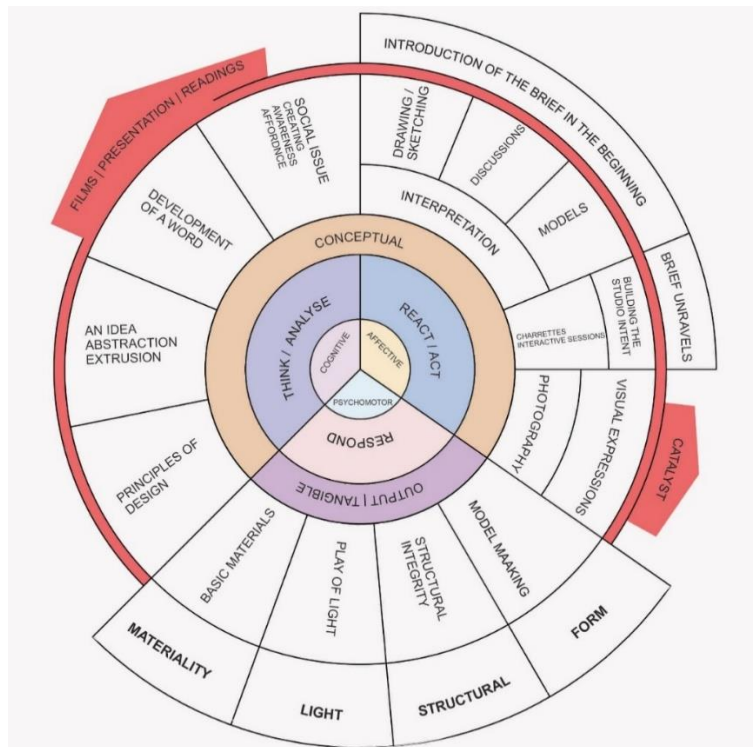 INTRODUCTION OF THE BRIEF IN THE BEGINNING
BRIEF UNRAVELS
FILMS | PRESENTATION | READINGS
CATALYST
SOCIAL ISSUE
CREATING
AWARENESS
AFFORDNCE
DRAWING /
SKETCHING
DISCUSSIONS
MODELS
INTERPRETATION
BUILDING THE
STUDIO INTENT
CHARRETTES
INTERACTIVE SESSIONS
VISUAL EXPRESSIONS
PHOTOGRAPHY
DEVELOPMENT
OF A WORD
AN IDEA
ABSTRACTION
EXTRUSION
PRINCIPLES OF
DESIGN
CONCEPTUAL
THINK / ANALYSE
REACT / ACT
COGNITIVE
AFFECTIVE
PSYCHOMOTOR
RESPOND
OUTPUT | TANGIBLE
BASIC MATERIALS
PLAY OF LIGHT
STRUCTURAL
INTEGRITY
MODEL MAAKING
MATERIALITY
LIGHT
STRUCTURAL
FORM